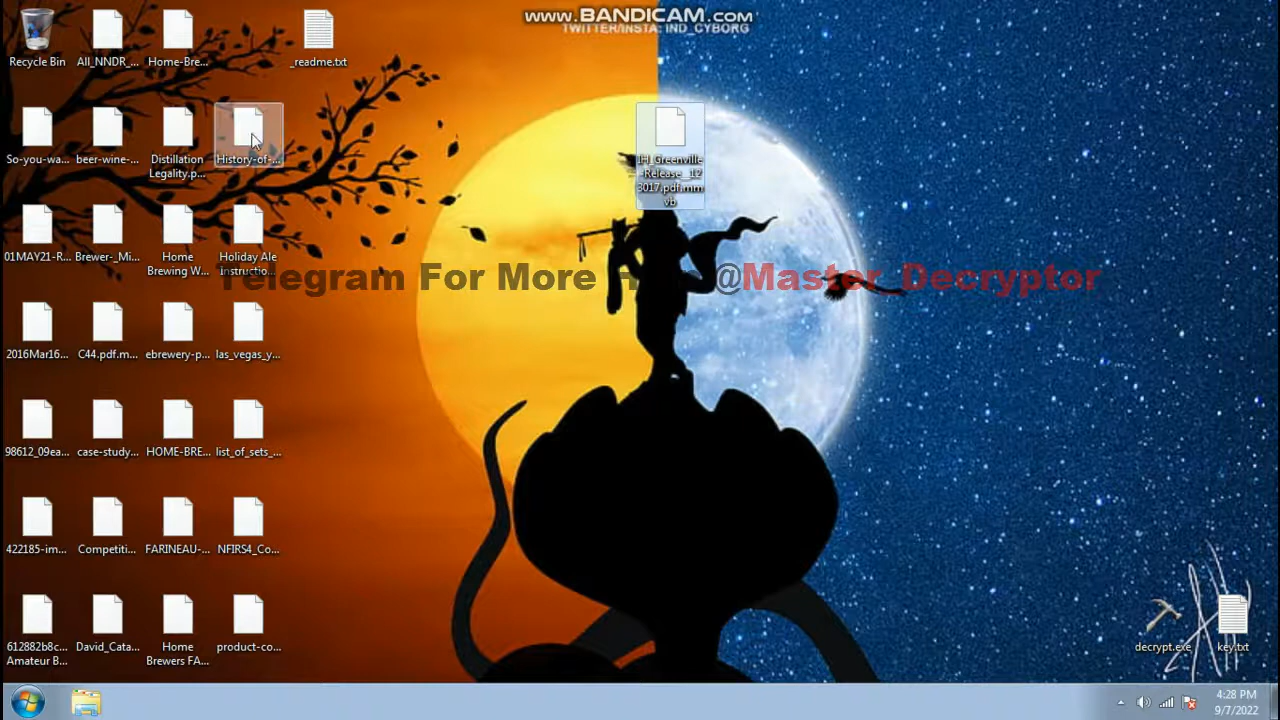 www.BANDICAM.com
TWITTER/INSTA: IND_CYBORG
Recycle Bin
All_NNDR_...
Home-Bre...
_readme.txt
So-you-wa...
beer-wine-...
Distillation
Legality.p...
History-of-...
IHI_Greenville
-Release__12
3017.pdf.mm
vb
01MAY21-R...
Brewer-_Mi...
Home
Brewing W...
Holiday Ale
Instructio...
Telegram For More @Master_Decryptor
2016Mar16...
C44.pdf.m...
ebrewery-p...
las_vegas_y...
98612_09ea...
case-study...
HOME-BRE...
list_of_sets_...
422185-im...
Competiti...
FARINEAU-...
NFIRS4_Co...
612882b8c...
Amateur B...
David_Cata...
Home
Brewers FA...
product-co...
decrypt.exe
key.txt
4:28 PM
9/7/2022